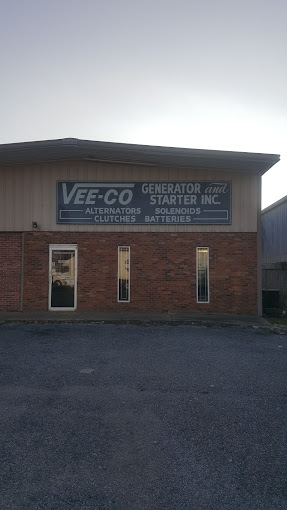 VEE-CO GENERATOR and
STARTER INC.
ALTERNATORS SOLENOIDS
CLUTCHES BATTERIES